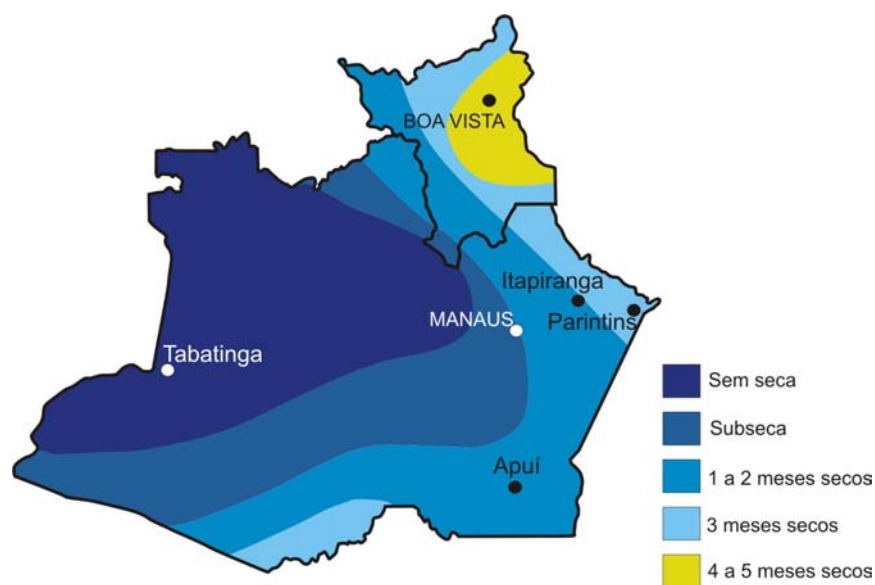 BOA VISTA
Itapiranga
MANAUS
Parintins
Tabatinga
Sem seca
Subseca
Apuí
1 a 2 meses secos
3 meses secos
4 a 5 meses secos